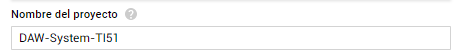 Nombre del proyecto ?
DAW-System-TI51